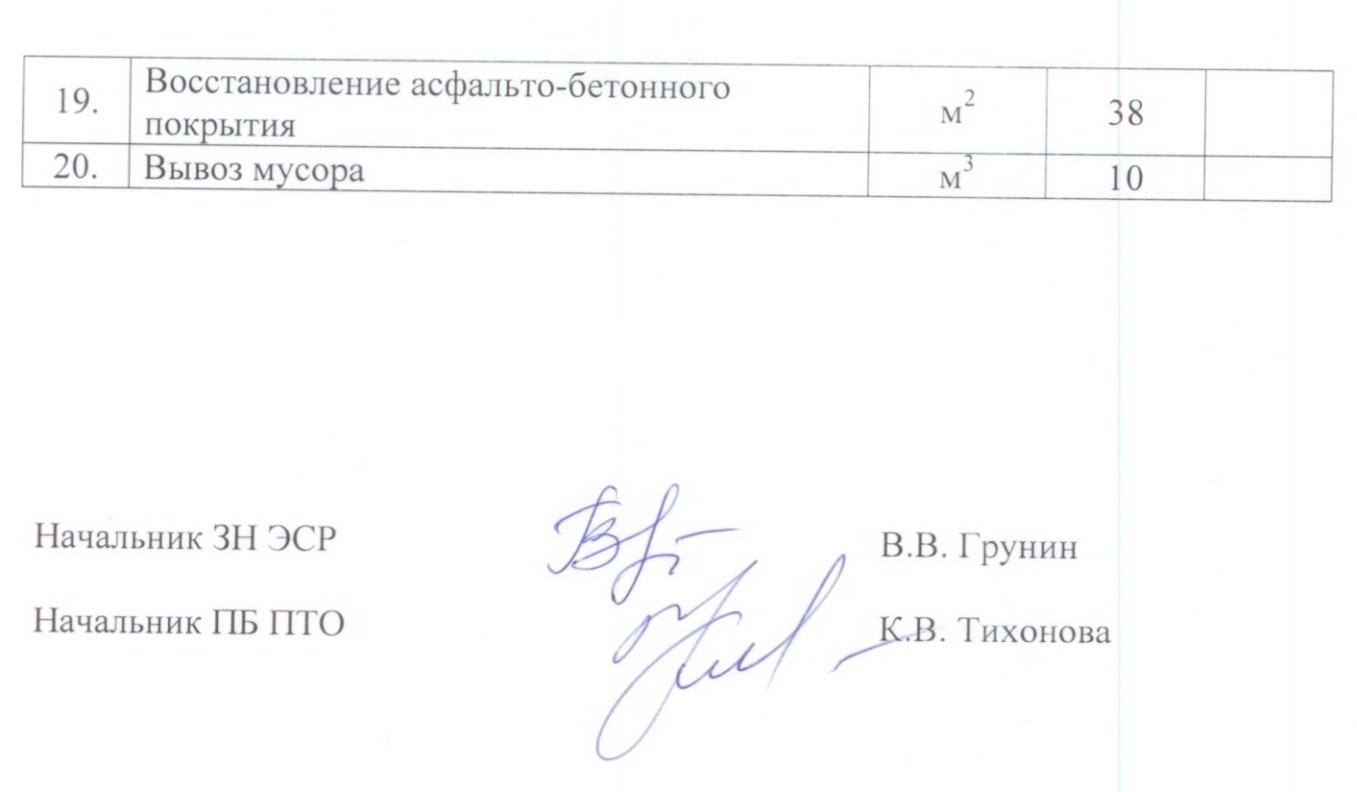 19. Восстановление асфальто-бетонного
покрытия м² 38
20. Вывоз мусора м³ 10
Начальник ЗН ЭСР В.В. Грунин
Начальник ПБ ПТО К.В. Тихонова